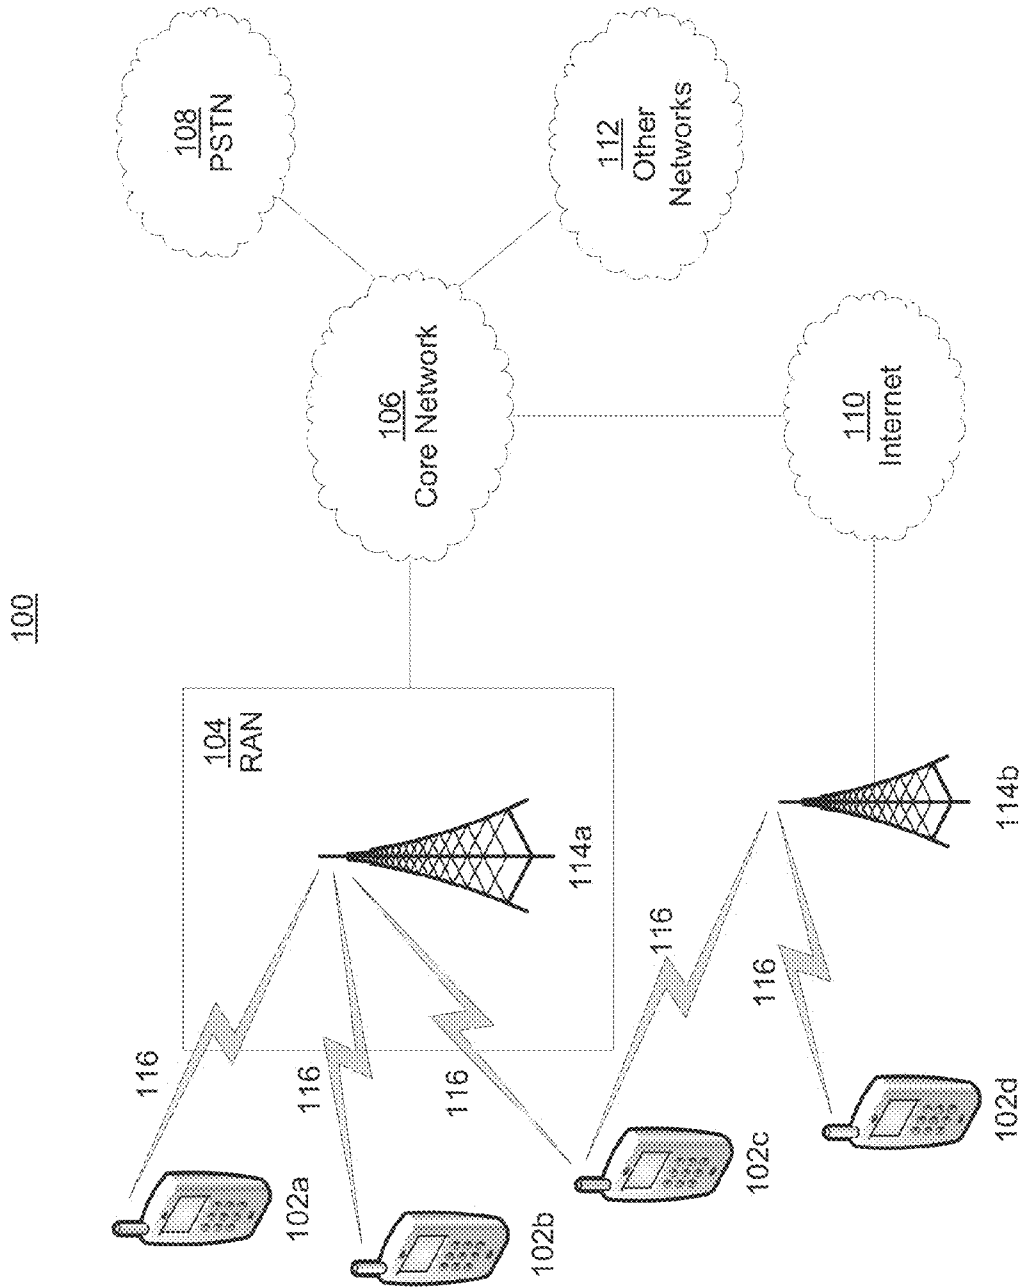 100
108
PSTN
112
Other
Networks
106
Core Network
110
Internet
104
RAN
114a
114b
116
116
116
116
116
102a
102b
102c
102d